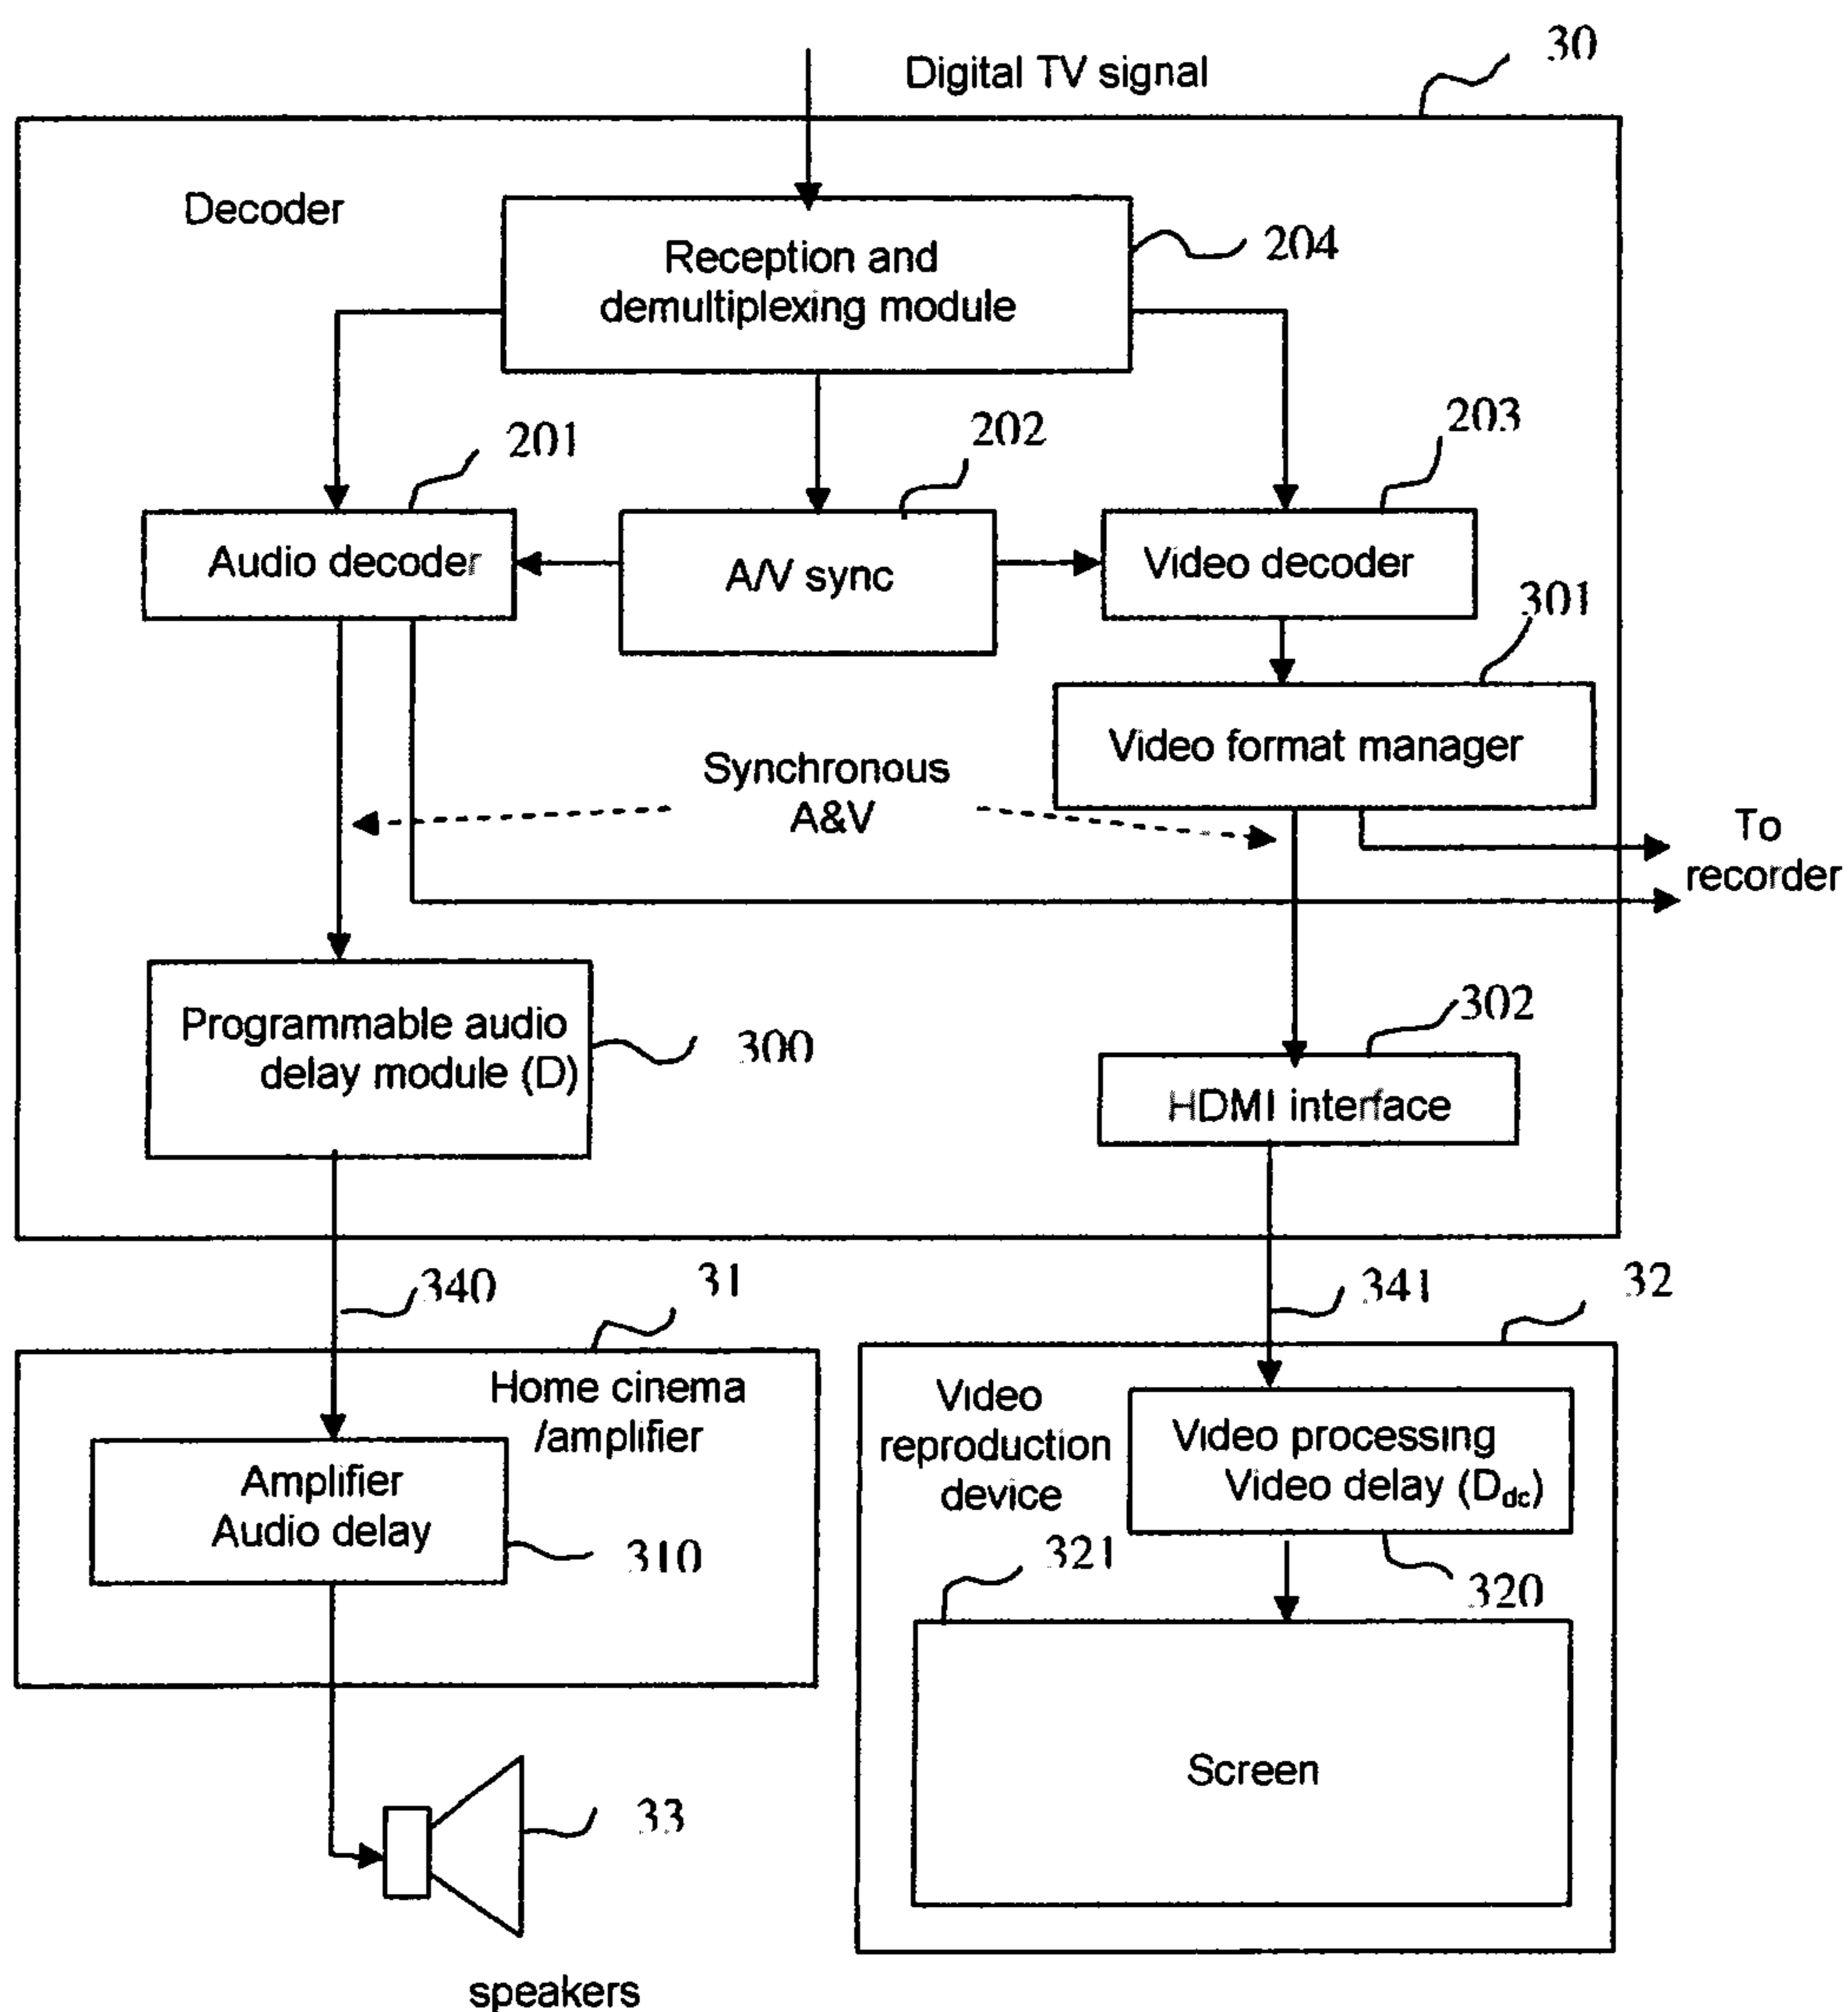 Digital TV signal
30
Decoder
Reception and
demultiplexing module
204
201
202
203
Audio decoder
A/V sync
Video decoder
301
Video format manager
Synchronous
A&V
To
recorder
Programmable audio
delay module (D)
300
302
HDMI interface
340
31
341
32
Home cinema
/amplifier
Amplifier
Audio delay
310
Video
reproduction
device
Video processing
Video delay (Ddc)
321
320
Screen
33
speakers